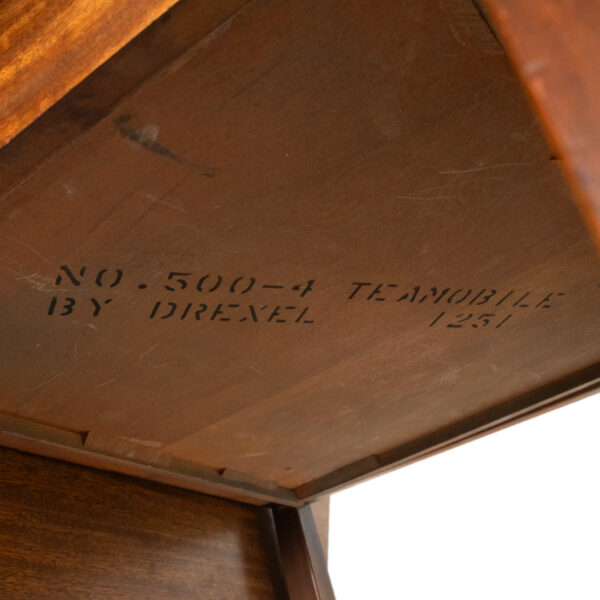 NO. 500-4 TEAMOBILE
BY DREXEL 1251